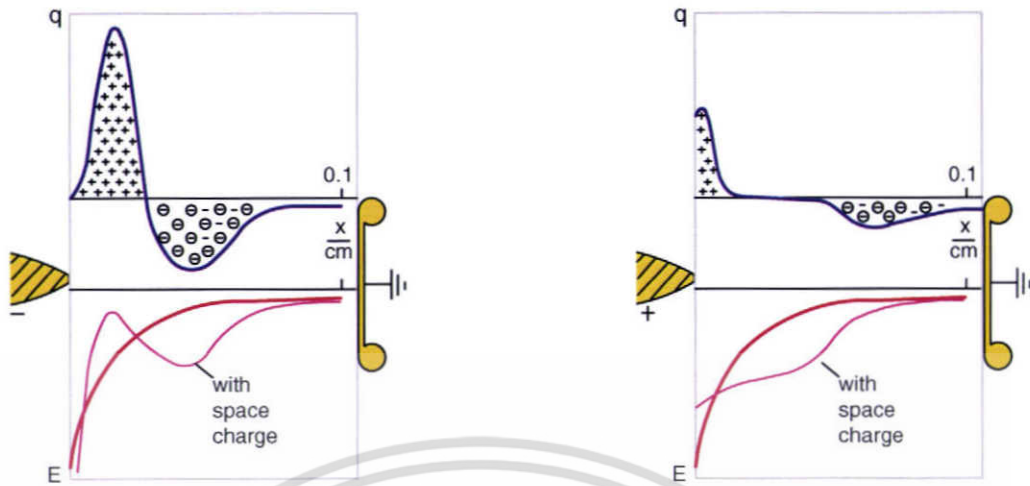 q
0.1
x
cm
−
with
space
charge
E
q
0.1
x
cm
+
with
space
charge
E